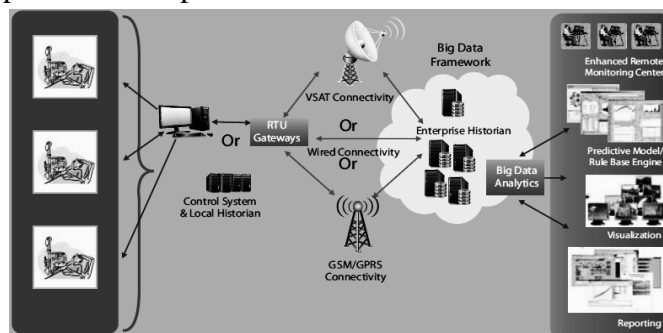 Big Data
Framework
Enhanced Remote
Monitoring Center
VSAT Connectivity
Or
RTU
Gateways
Or
Wired Connectivity
Or
Enterprise Historian
Predictive Model/
Rule Base Engine
Big Data
Analytics
Control System
& Local Historian
GSM/GPRS
Connectivity
Visualization
Reporting